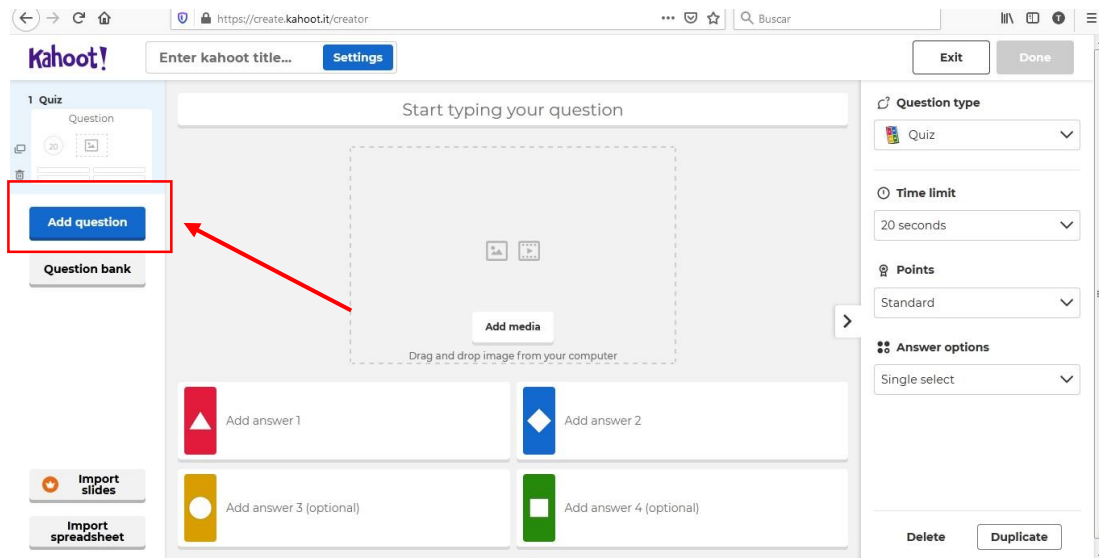 https://create.kahoot.it/creator
Buscar
Kahoot!
Enter kahoot title...
Settings
Exit
Done
1 Quiz
Question
20
Add question
Question bank
Import
slides
Import
spreadsheet
Start typing your question
Add media
Drag and drop image from your computer
Add answer 1
Add answer 2
Add answer 3 (optional)
Add answer 4 (optional)
Question type
Quiz
Time limit
20 seconds
Points
Standard
Answer options
Single select
Delete
Duplicate